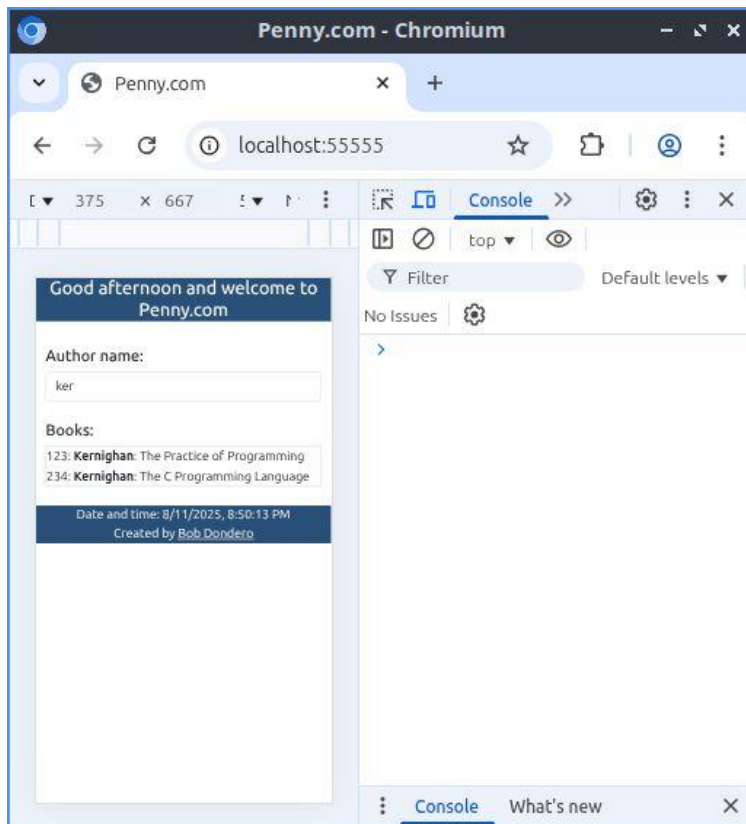 Penny.com - Chromium
Penny.com
localhost:55555
375 × 667
Console
top
Filter
Default levels
No Issues
Good afternoon and welcome to
Penny.com
Author name:
ker
Books:
123: Kernighan: The Practice of Programming
234: Kernighan: The C Programming Language
Date and time: 8/11/2025, 8:50:13 PM
Created by Bob Dondero
Console What's new